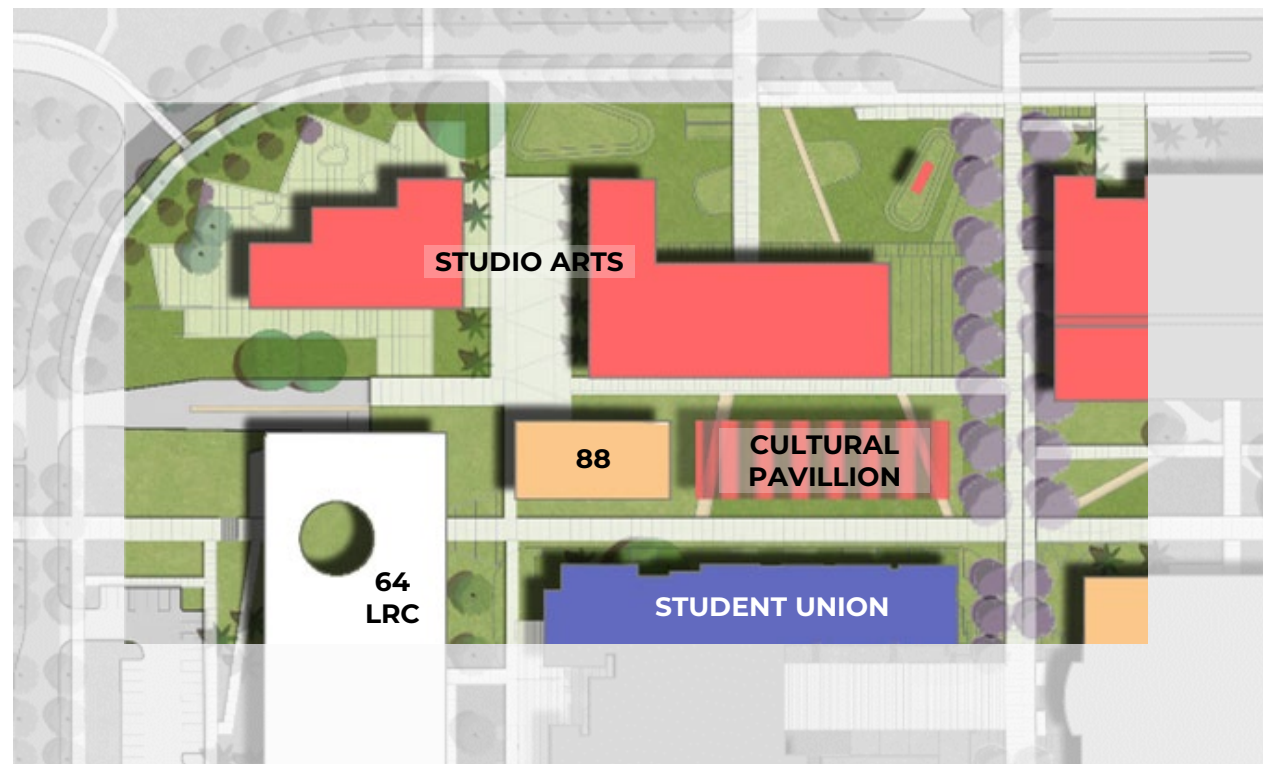 STUDIO ARTS
88
CULTURAL
PAVILLION
64
LRC
STUDENT UNION